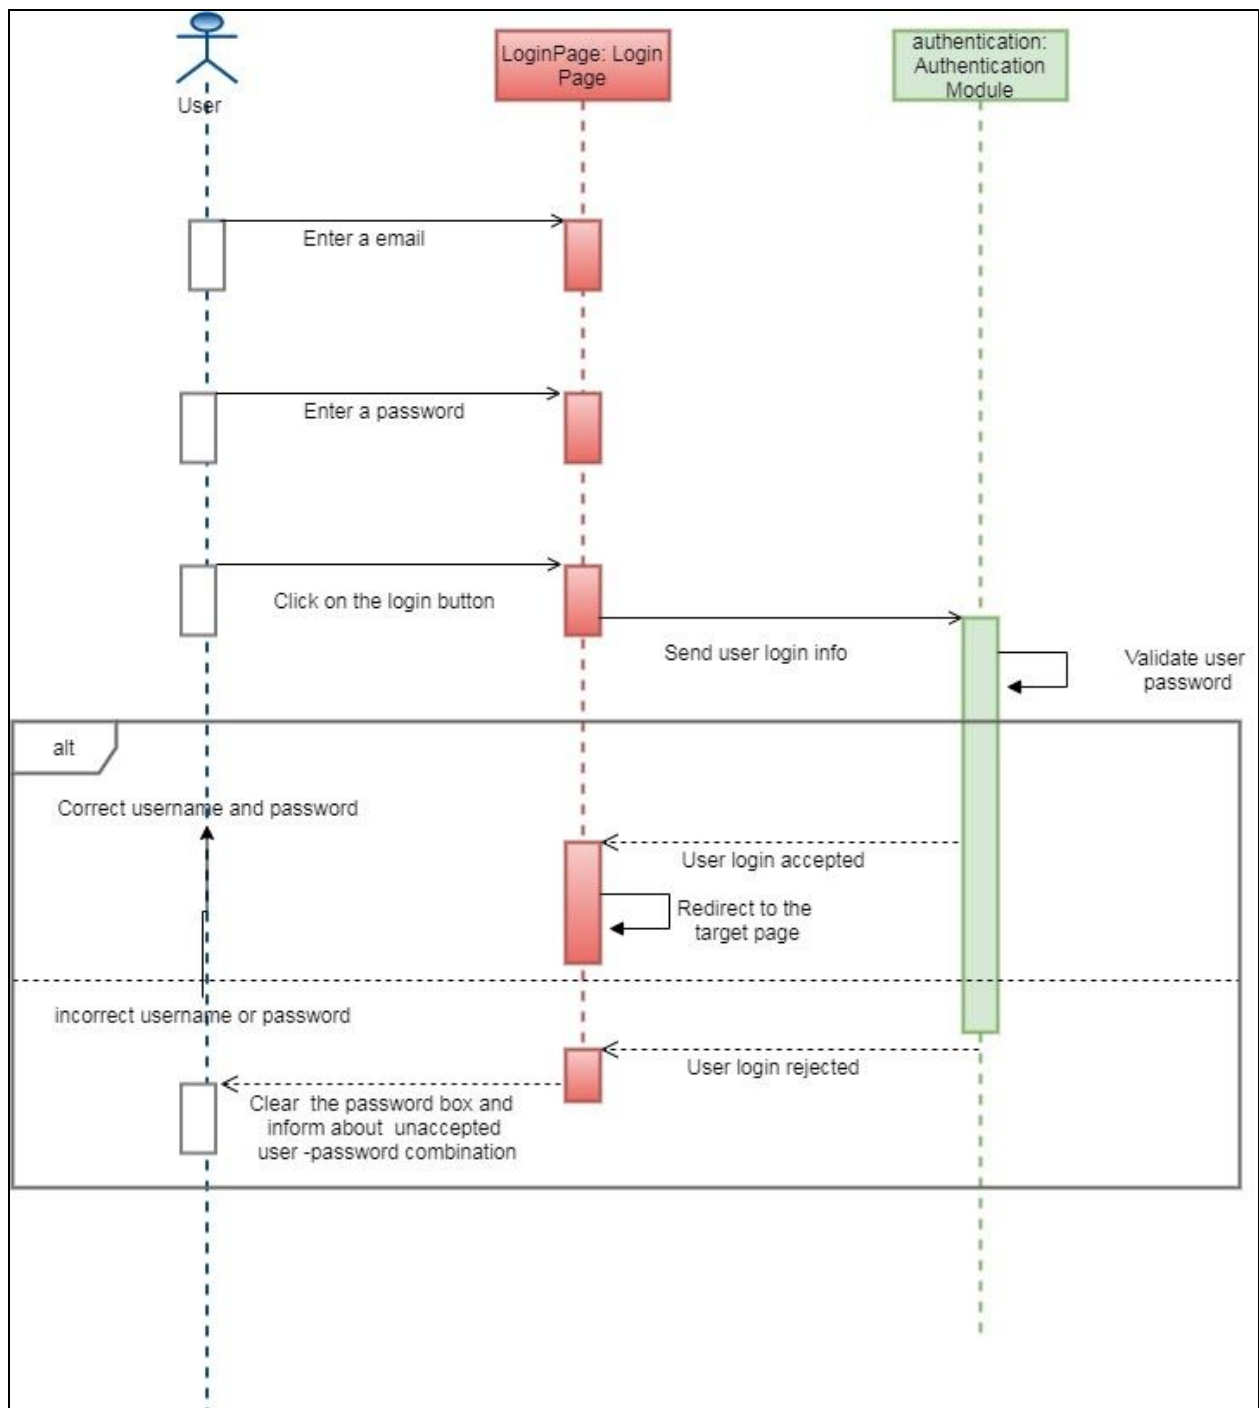 User
LoginPage: Login
Page
authentication:
Authentication
Module
Enter a email
Enter a password
Click on the login button
Send user login info
Validate user
password
alt
Correct username and password
User login accepted
Redirect to the
target page
incorrect username or password
User login rejected
Clear the password box and
inform about unaccepted
user -password combination